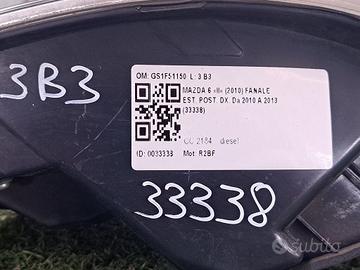 3B3
OM: GS1F51150 L: 3 B3
MAZDA 6 «II» (2010) FANALE
EST. POST. DX. Da 2010 A 2013
(33338)
CC 2184 diesel
ID: 0033338 Mot: R2BF
33338
subito